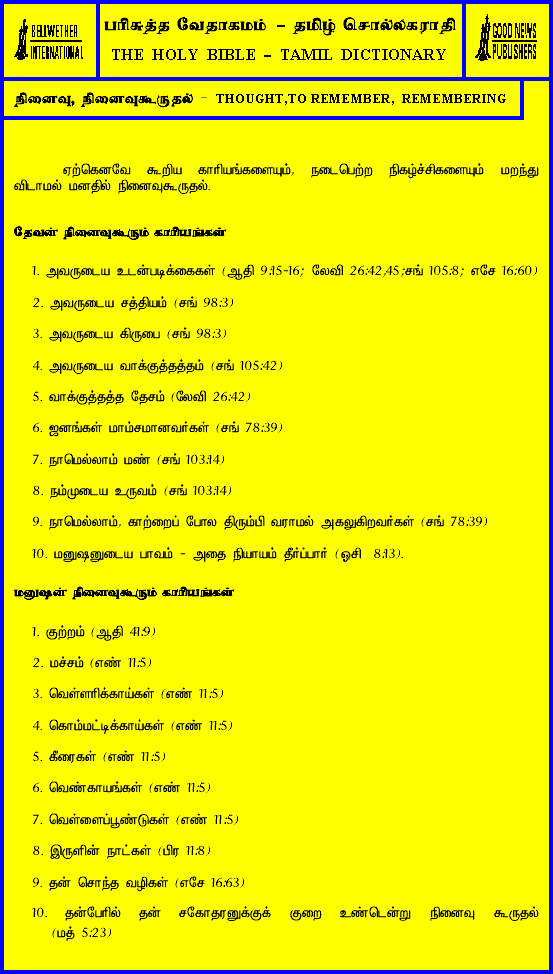 BELLWETHER
INTERNATIONAL
பரிசுத்த வேதாகமம் – தமிழ் சொல்லகராதி
THE HOLY BIBLE – TAMIL DICTIONARY
GOOD NEWS
PUBLISHERS
நினைவு, நினைவுகூருதல் – THOUGHT,TO REMEMBER, REMEMBERING
ஏற்கெனவே கூறிய காரியங்களையும், நடைபெற்ற நிகழ்ச்சிகளையும் மறந்து
விடாமல் மனதில் நினைவுகூருதல்.
தேவன் நினைவுகூரும் காரியங்கள்
1. அவருடைய உடன்படிக்கைகள் (ஆதி 9:15-16; லேவி 26:42,45;சங் 105:8; எசே 16:60)
2. அவருடைய சத்தியம் (சங் 98:3)
3. அவருடைய கிருபை (சங் 98:3)
4. அவருடைய வாக்குத்தத்தம் (சங் 105:42)
5. வாக்குத்தத்த தேசம் (லேவி 26:42)
6. ஜனங்கள் மாம்சமானவர்கள் (சங் 78:39)
7. நாமெல்லாம் மண் (சங் 103:14)
8. நம்முடைய உருவம் (சங் 103:14)
9. நாமெல்லாம், காற்றைப் போல திரும்பி வராமல் அகலுகிறவர்கள் (சங் 78:39)
10. மனுஷனுடைய பாவம் - அதை நியாயம் தீர்ப்பார் (ஓசி 8:13).
மனுஷன் நினைவுகூரும் காரியங்கள்
1. குற்றம் (ஆதி 41:9)
2. மச்சம் (எண் 11:5)
3. வெள்ளரிக்காய்கள் (எண் 11:5)
4. கொம்மட்டிக்காய்கள் (எண் 11:5)
5. கீரைகள் (எண் 11:5)
6. வெண்காயங்கள் (எண் 11:5)
7. வெள்ளைப்பூண்டுகள் (எண் 11:5)
8. இருளின் நாட்கள் (பிர 11:8)
9. தன் சொந்த வழிகள் (எசே 16:63)
10. தன்பேரில் தன் சகோதரனுக்குக் குறை உண்டென்று நினைவு கூருதல்
(மத் 5:23)